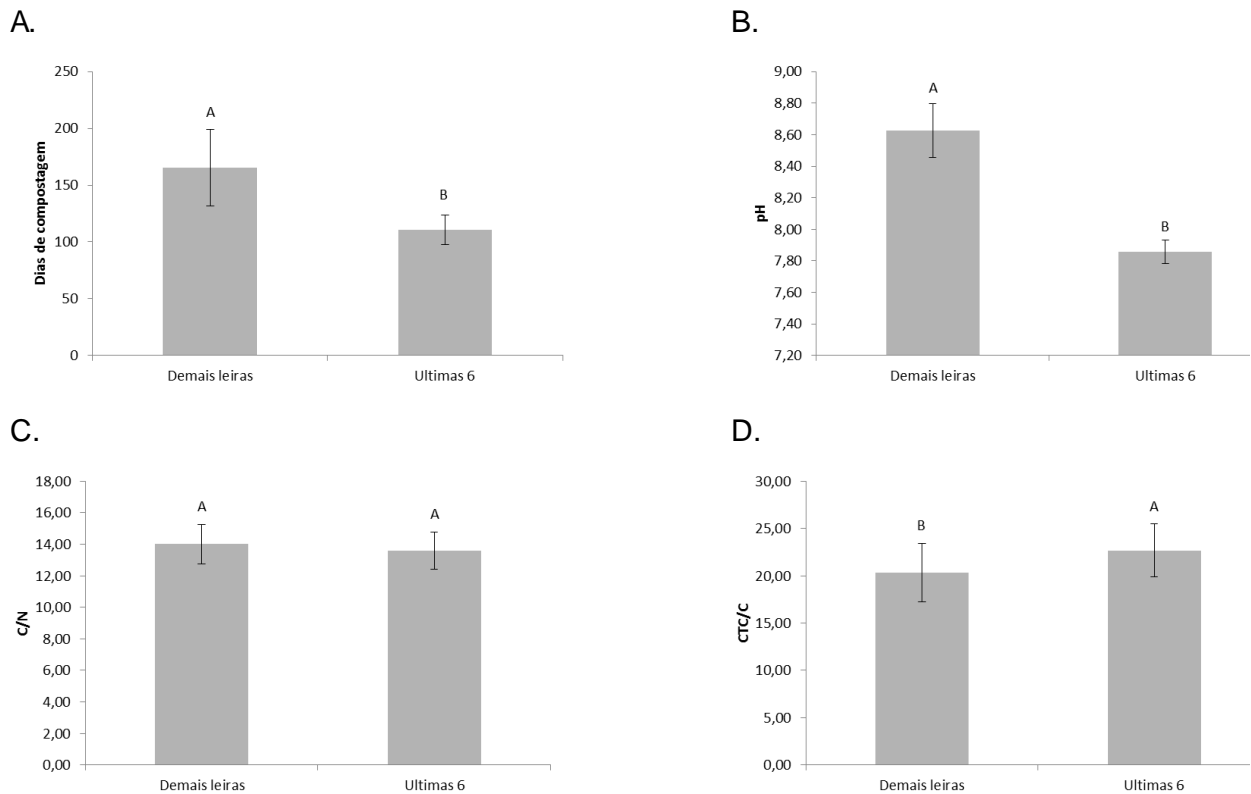 A.
250
200
150
100
50
0
Dias de compostagem
A
B
Demais leiras
Ultimas 6
B.
9,00
8,80
8,60
8,40
8,20
8,00
7,80
7,60
7,40
7,20
pH
A
B
Demais leiras
Ultimas 6
C.
18,00
16,00
14,00
12,00
10,00
8,00
6,00
4,00
2,00
0,00
C/N
A
A
Demais leiras
Ultimas 6
D.
30,00
25,00
20,00
15,00
10,00
5,00
0,00
CTC/C
B
A
Demais leiras
Ultimas 6